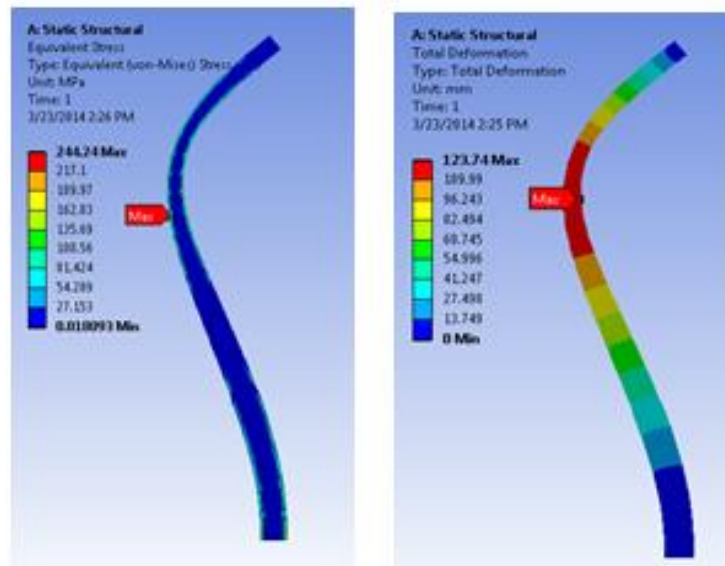 A: Static Structural
Equivalent Stress
Type: Equivalent (von-Mises) Stress
Unit: MPa
Time: 1
3/23/2014 2:26 PM
244.24 Max
217.1
189.97
162.83
135.69
108.56
81.424
54.289
27.153
0.018093 Min
Max
A: Static Structural
Total Deformation
Type: Total Deformation
Unit: mm
Time: 1
3/23/2014 2:25 PM
123.74 Max
109.99
96.243
82.494
68.745
54.996
41.247
27.498
13.749
0 Min
Max